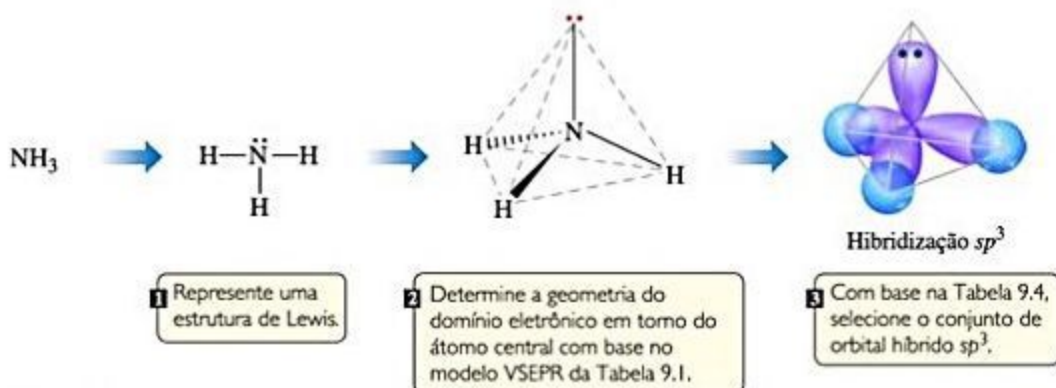 NH3
H—N̈—H
H
N
H
H
H
Hibridização sp³
1 Represente uma
estrutura de Lewis.
2 Determine a geometria do
domínio eletrônico em torno do
átomo central com base no
modelo VSEPR da Tabela 9.1.
3 Com base na Tabela 9.4,
selecione o conjunto de
orbital híbrido sp³.